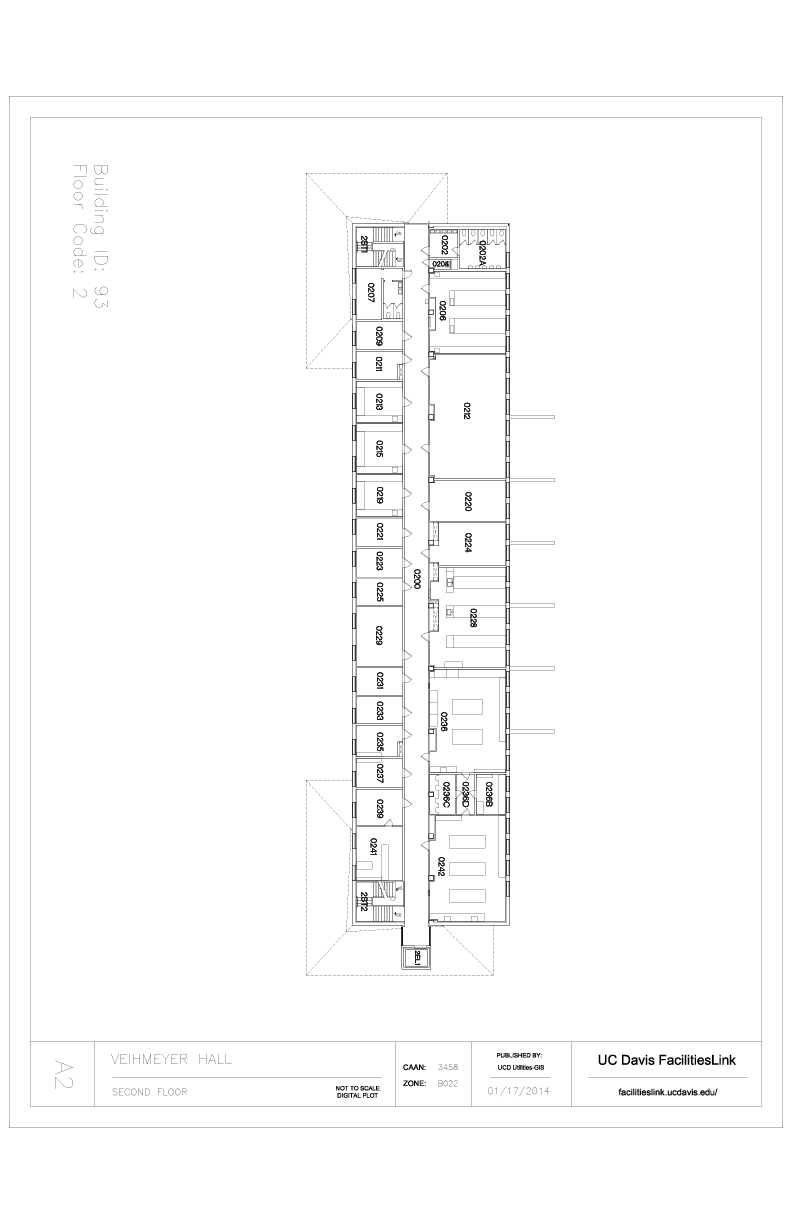 Building ID: 93
Floor Code: 2
2ST1
0202
0202A
0204
0207
0206
0209
0211
0213
0212
0215
0219
0220
0221
0224
0223
0200
0225
0228
0229
0231
0233
0236
0235
0237
0236C
0236D
0236B
0239
0241
0242
2ST2
2EL1
A2
VEIHMEYER HALL
SECOND FLOOR
NOT TO SCALE
DIGITAL PLOT
CAAN: 3458
ZONE: B022
PUBLISHED BY:
UCD Utilities-GIS
01/17/2014
UC Davis FacilitiesLink
facilitieslink.ucdavis.edu/